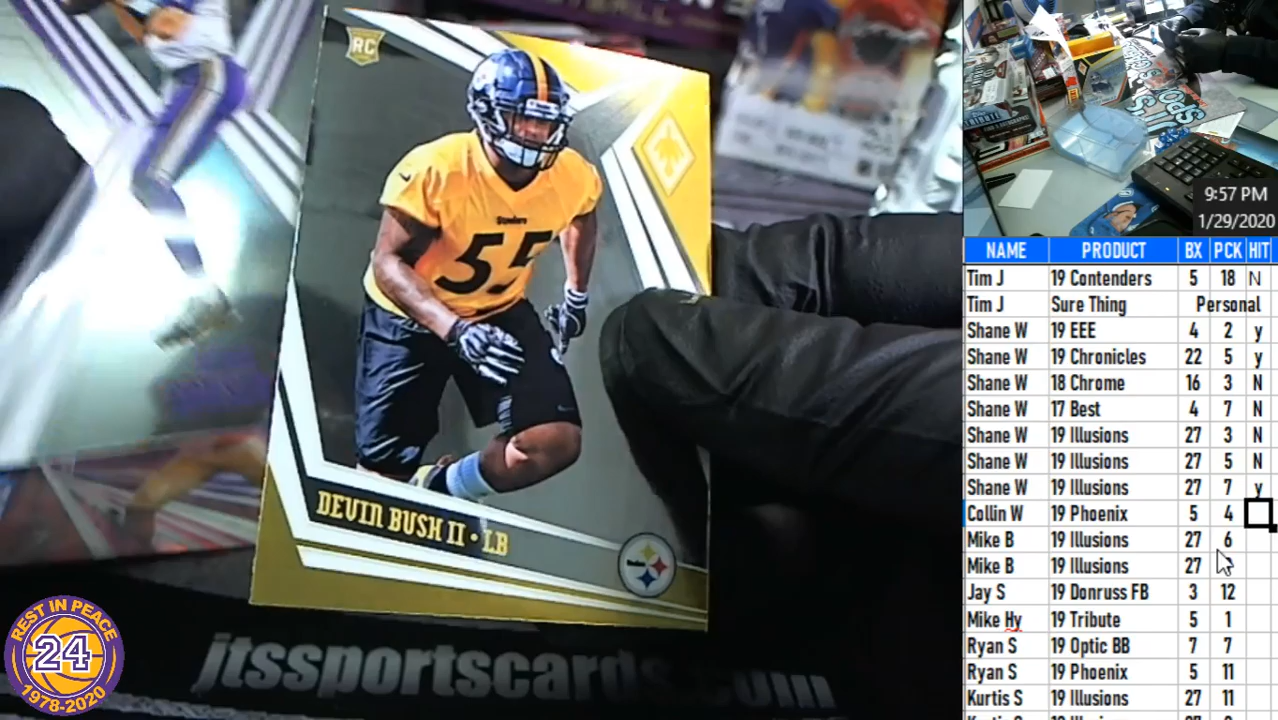 RC
Steelers
55
DEVIN BUSH II • LB
Steelers
jtssportscards.com
REST IN PEACE
24
1978-2020
9:57 PM
1/29/2020
NAME PRODUCT BX PCK HIT
Tim J 19 Contenders 5 18 N
Tim J Sure Thing Personal
Shane W 19 EEE 4 2 y
Shane W 19 Chronicles 22 5 y
Shane W 18 Chrome 16 3 N
Shane W 17 Best 4 7 N
Shane W 19 Illusions 27 3 N
Shane W 19 Illusions 27 5 N
Shane W 19 Illusions 27 7 y
Collin W 19 Phoenix 5 4
Mike B 19 Illusions 27 6
Mike B 19 Illusions 27
Jay S 19 Donruss FB 3 12
Mike Hy 19 Tribute 5 1
Ryan S 19 Optic BB 7 7
Ryan S 19 Phoenix 5 11
Kurtis S 19 Illusions 27 11